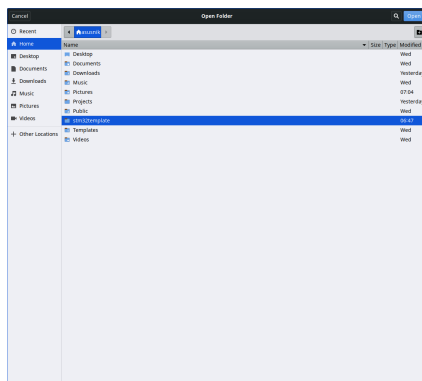 Cancel Open Folder Open
Recent
Home
Desktop
Documents
Downloads
Music
Pictures
Videos
Other Locations
asusnik
Name Size Type Modified
Desktop Wed
Documents Wed
Downloads Yesterday
Music Wed
Pictures 07:04
Projects Yesterday
Public Wed
stm32template 06:47
Templates Wed
Videos Wed